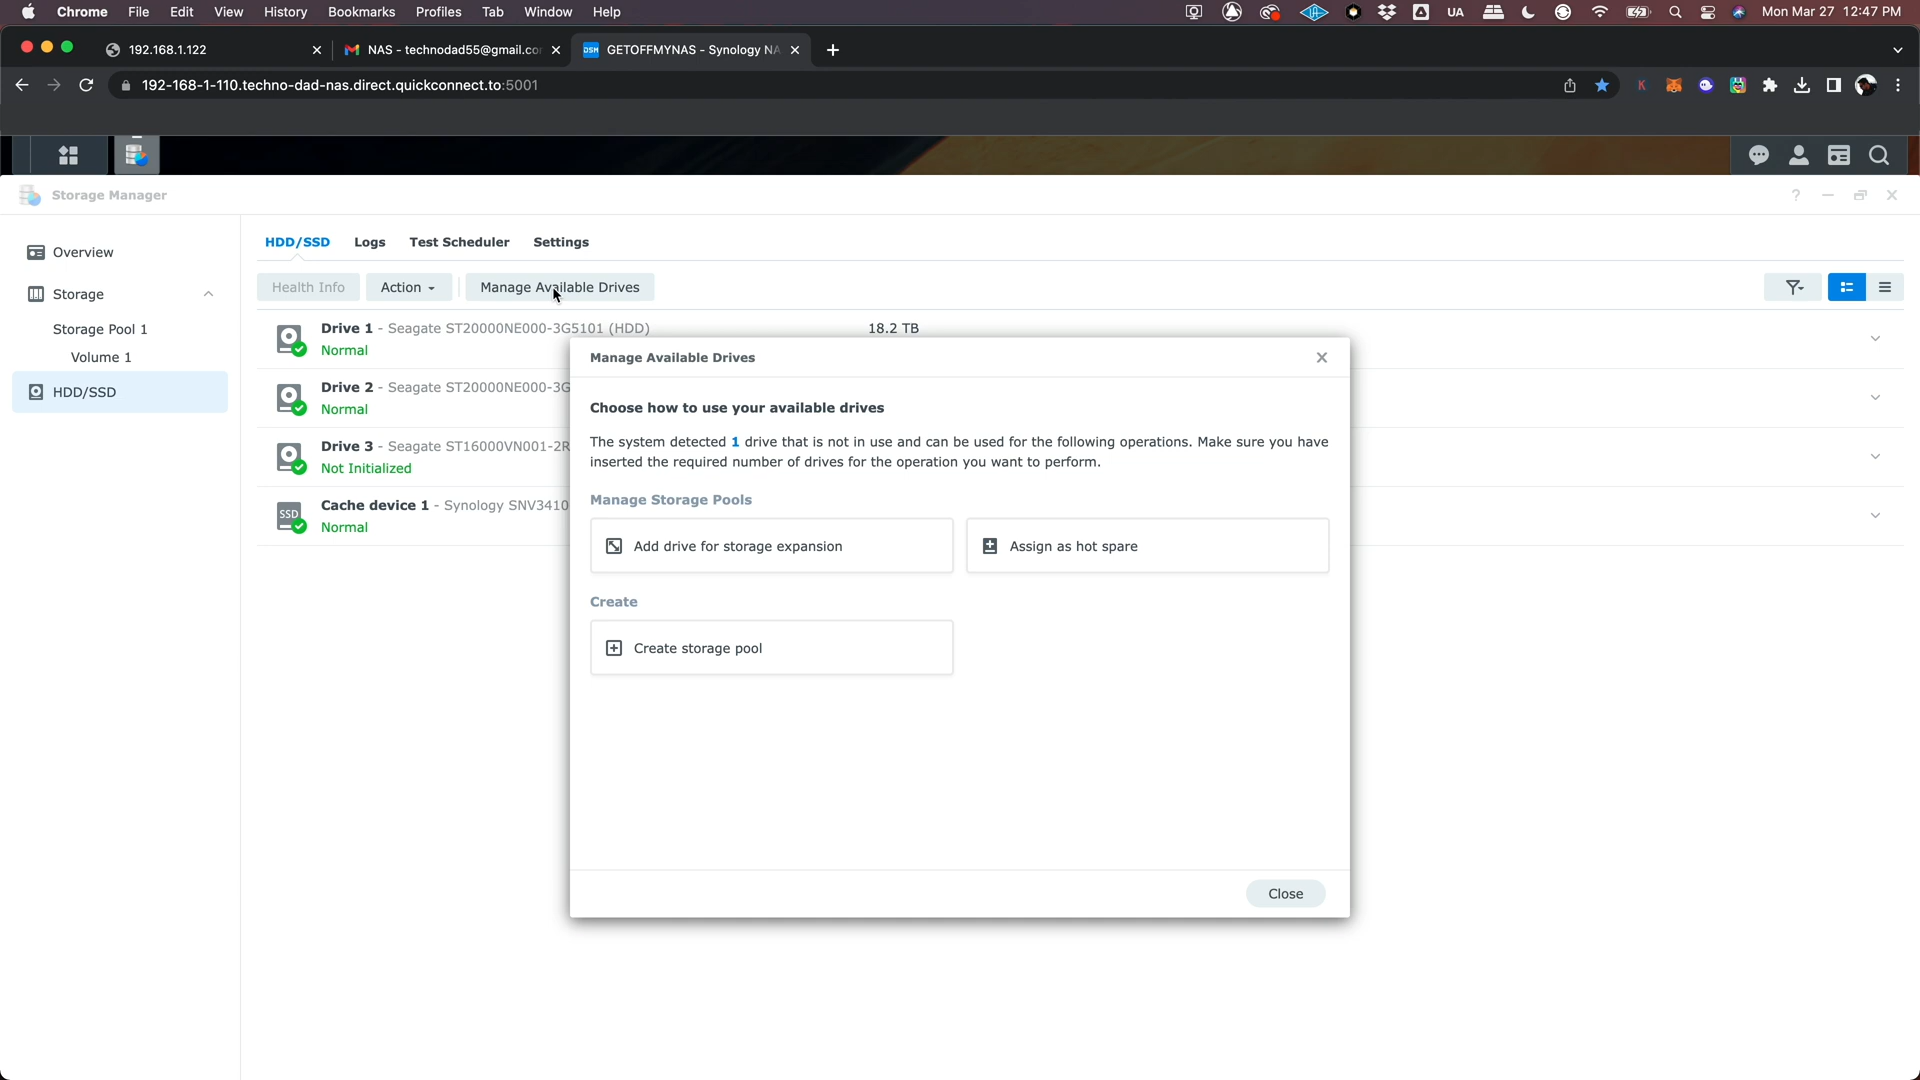 Chrome File Edit View History Bookmarks Profiles Tab Window Help UA Mon Mar 27 12:47 PM
192.168.1.122 NAS - technodad55@gmail.co DSM GETOFFMYNAS - Synology NA
192-168-1-110.techno-dad-nas.direct.quickconnect.to:5001
Storage Manager
Overview
Storage
Storage Pool 1
Volume 1
HDD/SSD
HDD/SSD Logs Test Scheduler Settings
Health Info Action Manage Available Drives
Drive 1 - Seagate ST20000NE000-3G5101 (HDD) 18.2 TB
Normal
Drive 2 - Seagate ST20000NE000-3G
Normal
Drive 3 - Seagate ST16000VN001-2R
Not Initialized
SSD Cache device 1 - Synology SNV3410
Normal
Manage Available Drives
Choose how to use your available drives
The system detected 1 drive that is not in use and can be used for the following operations. Make sure you have
inserted the required number of drives for the operation you want to perform.
Manage Storage Pools
Add drive for storage expansion Assign as hot spare
Create
Create storage pool
Close